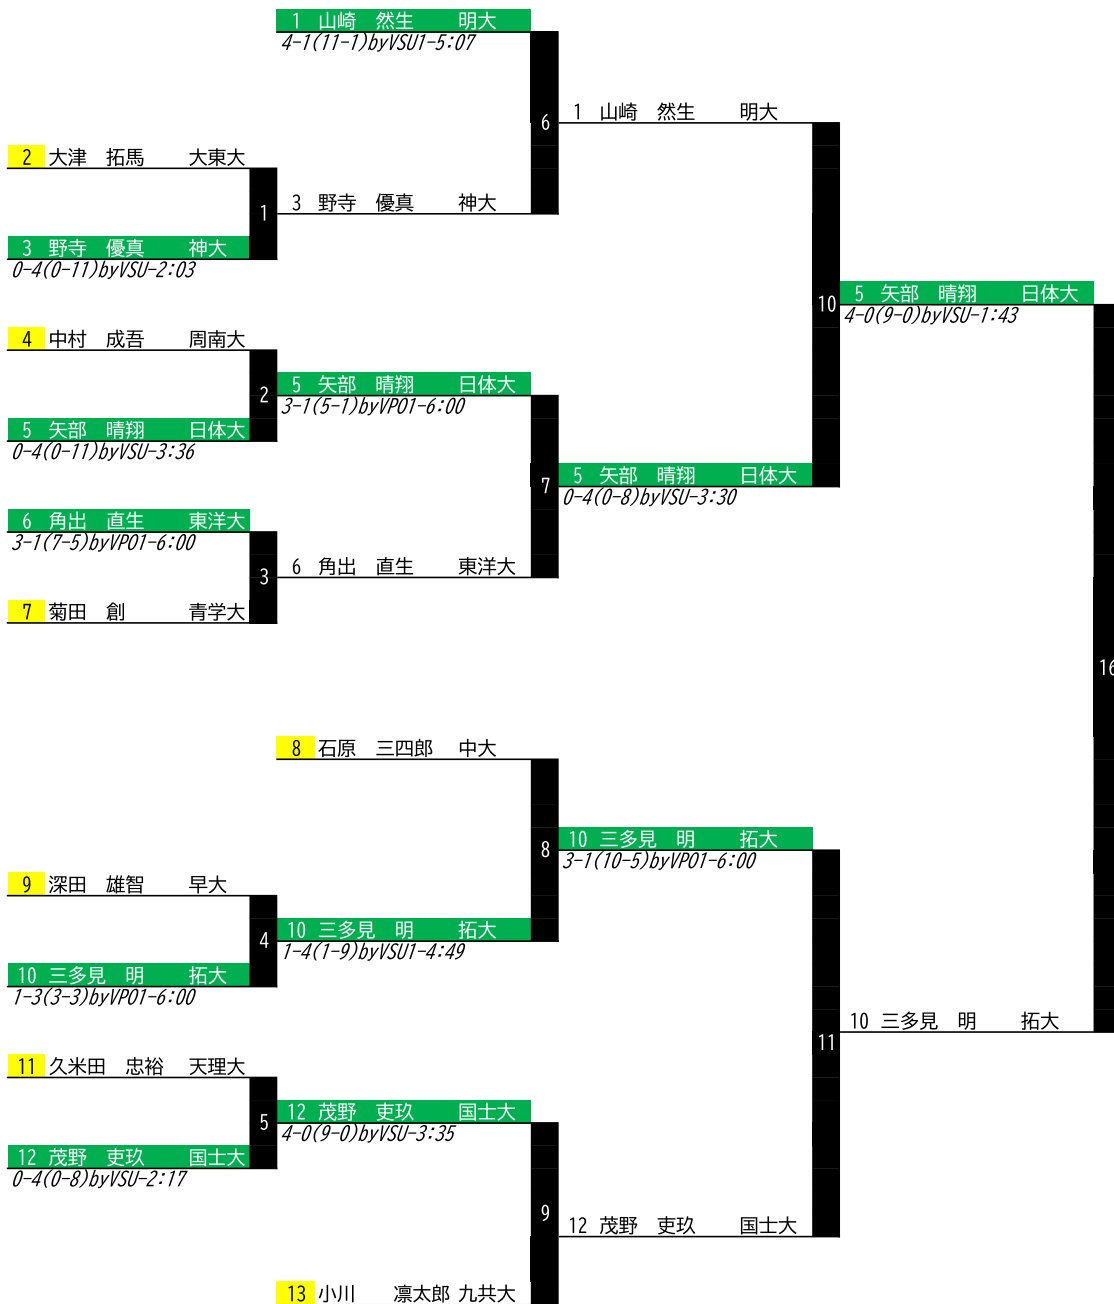 1 山崎 然生 明大
4-1(11-1)byVSU1-5:07
6
1 山崎 然生 明大
2 大津 拓馬 大東大
1
3 野寺 優真 神大
3 野寺 優真 神大
0-4(0-11)byVSU-2:03
10
5 矢部 晴翔 日体大
4-0(9-0)byVSU-1:43
4 中村 成吾 周南大
2
5 矢部 晴翔 日体大
3-1(5-1)byVPO1-6:00
5 矢部 晴翔 日体大
0-4(0-11)byVSU-3:36
7
5 矢部 晴翔 日体大
0-4(0-8)byVSU-3:30
6 角出 直生 東洋大
3-1(7-5)byVPO1-6:00
3
6 角出 直生 東洋大
7 菊田 創 青学大
16
8 石原 三四郎 中大
8
10 三多見 明 拓大
3-1(10-5)byVPO1-6:00
9 深田 雄智 早大
4
10 三多見 明 拓大
1-4(1-9)byVSU1-4:49
10 三多見 明 拓大
1-3(3-3)byVPO1-6:00
11
10 三多見 明 拓大
11 久米田 忠裕 天理大
5
12 茂野 吏玖 国士大
4-0(9-0)byVSU-3:35
12 茂野 吏玖 国士大
0-4(0-8)byVSU-2:17
9
12 茂野 吏玖 国士大
13 小川 凛太郎 九共大